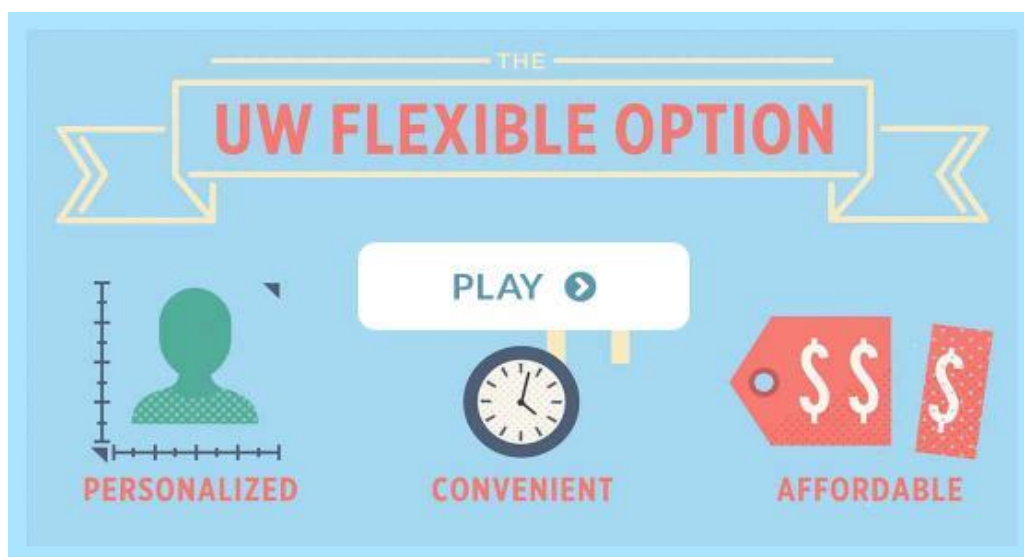 THE
UW FLEXIBLE OPTION
PLAY
$ $ $
PERSONALIZED
CONVENIENT
AFFORDABLE